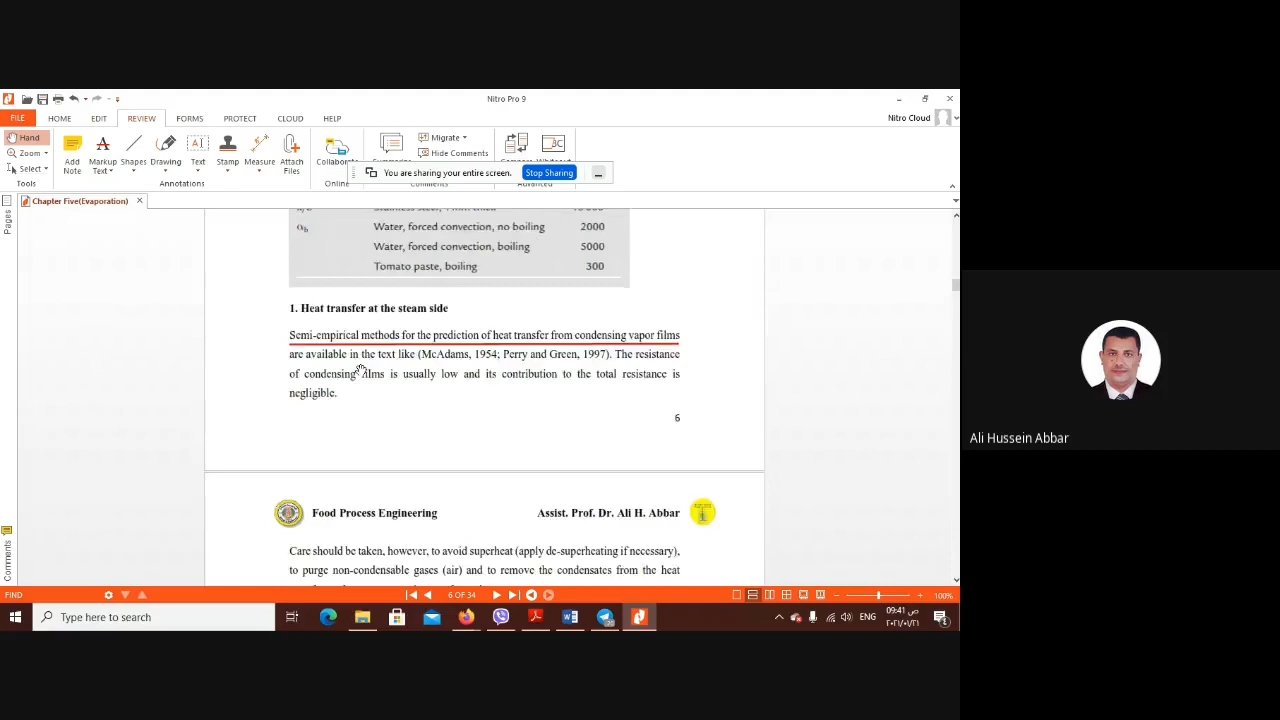 Nitro Pro 9
FILE HOME EDIT REVIEW FORMS PROTECT CLOUD HELP
Nitro Cloud
Hand
Zoom
Select
Tools
Add Note
Markup Text
Shapes
Drawing
Text
Stamp
Measure
Attach Files
Annotations
Collaborate
Online
Migrate
Hide Comments
Advanced
You are sharing your entire screen.
Stop Sharing
Chapter Five(Evaporation)
Pages
Comments
αb Water, forced convection, no boiling 2000
Water, forced convection, boiling 5000
Tomato paste, boiling 300
1. Heat transfer at the steam side
Semi-empirical methods for the prediction of heat transfer from condensing vapor films
are available in the text like (McAdams, 1954; Perry and Green, 1997). The resistance
of condensing films is usually low and its contribution to the total resistance is
negligible.
6
Food Process Engineering Assist. Prof. Dr. Ali H. Abbar
Care should be taken, however, to avoid superheat (apply de-superheating if necessary),
to purge non-condensable gases (air) and to remove the condensates from the heat
FIND
6 OF 34
100%
Type here to search
ENG
09:41 ص
Ali Hussein Abbar